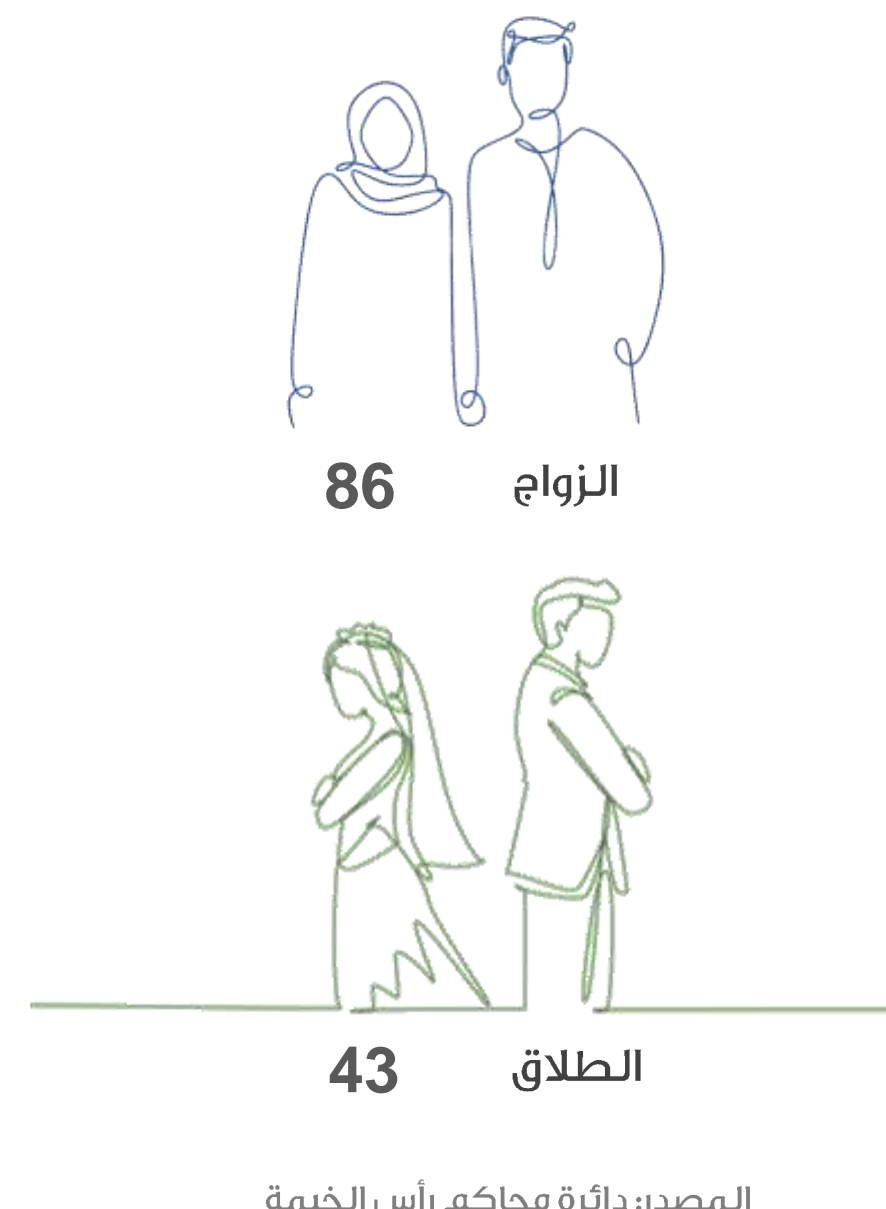 الزواج 86
الطلاق 43
المصدر: دائرة محاكم رأس الخيمة